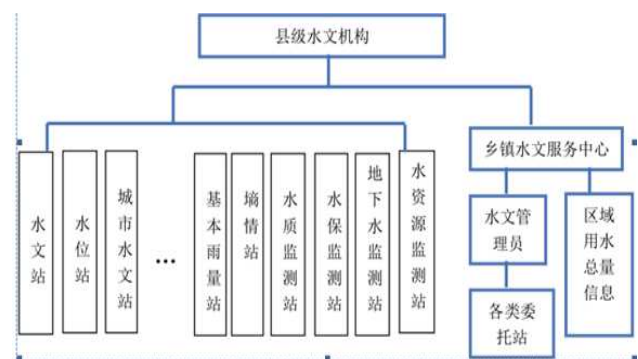 县级水文机构
乡镇水文服务中心
水文站
水位站
城市水文站
...
基本雨量站
墒情站
水质监测站
水保监测站
地下水监测站
水资源监测站
水文管
理员
区域
用水
总量
信息
各类委
托站